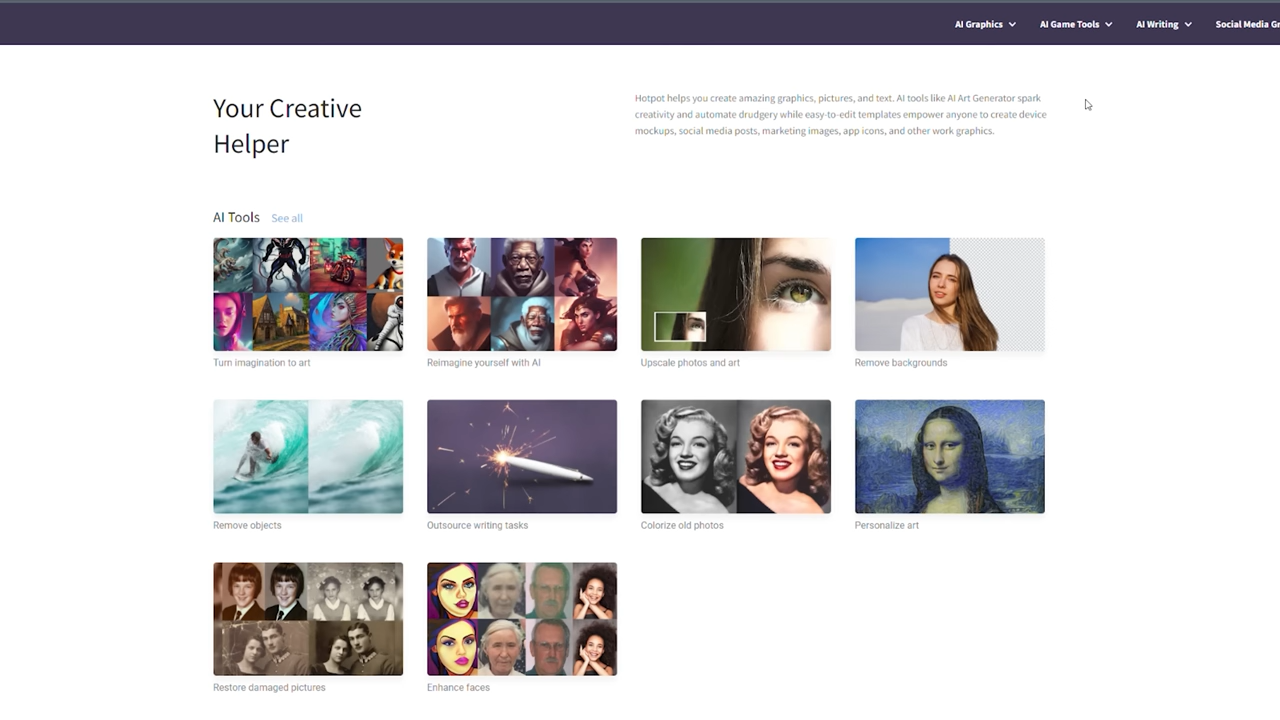 AI Graphics AI Game Tools AI Writing Social Media
Your Creative
Helper
Hotpot helps you create amazing graphics, pictures, and text. AI tools like AI Art Generator spark
creativity and automate drudgery while easy-to-edit templates empower anyone to create device
mockups, social media posts, marketing images, app icons, and other work graphics.
AI Tools See all
Turn imagination to art
Reimagine yourself with AI
Upscale photos and art
Remove backgrounds
Remove objects
Outsource writing tasks
Colorize old photos
Personalize art
Restore damaged pictures
Enhance faces